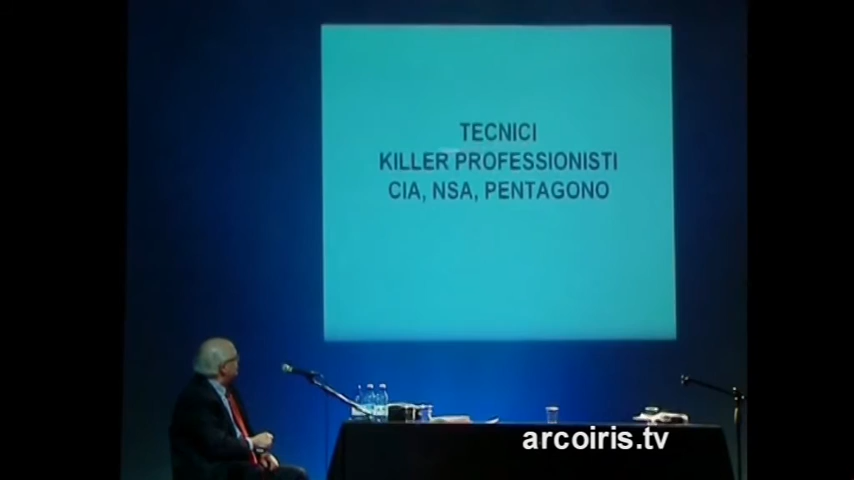 TECNICI
KILLER PROFESSIONISTI
CIA, NSA, PENTAGONO
arcoiris.tv